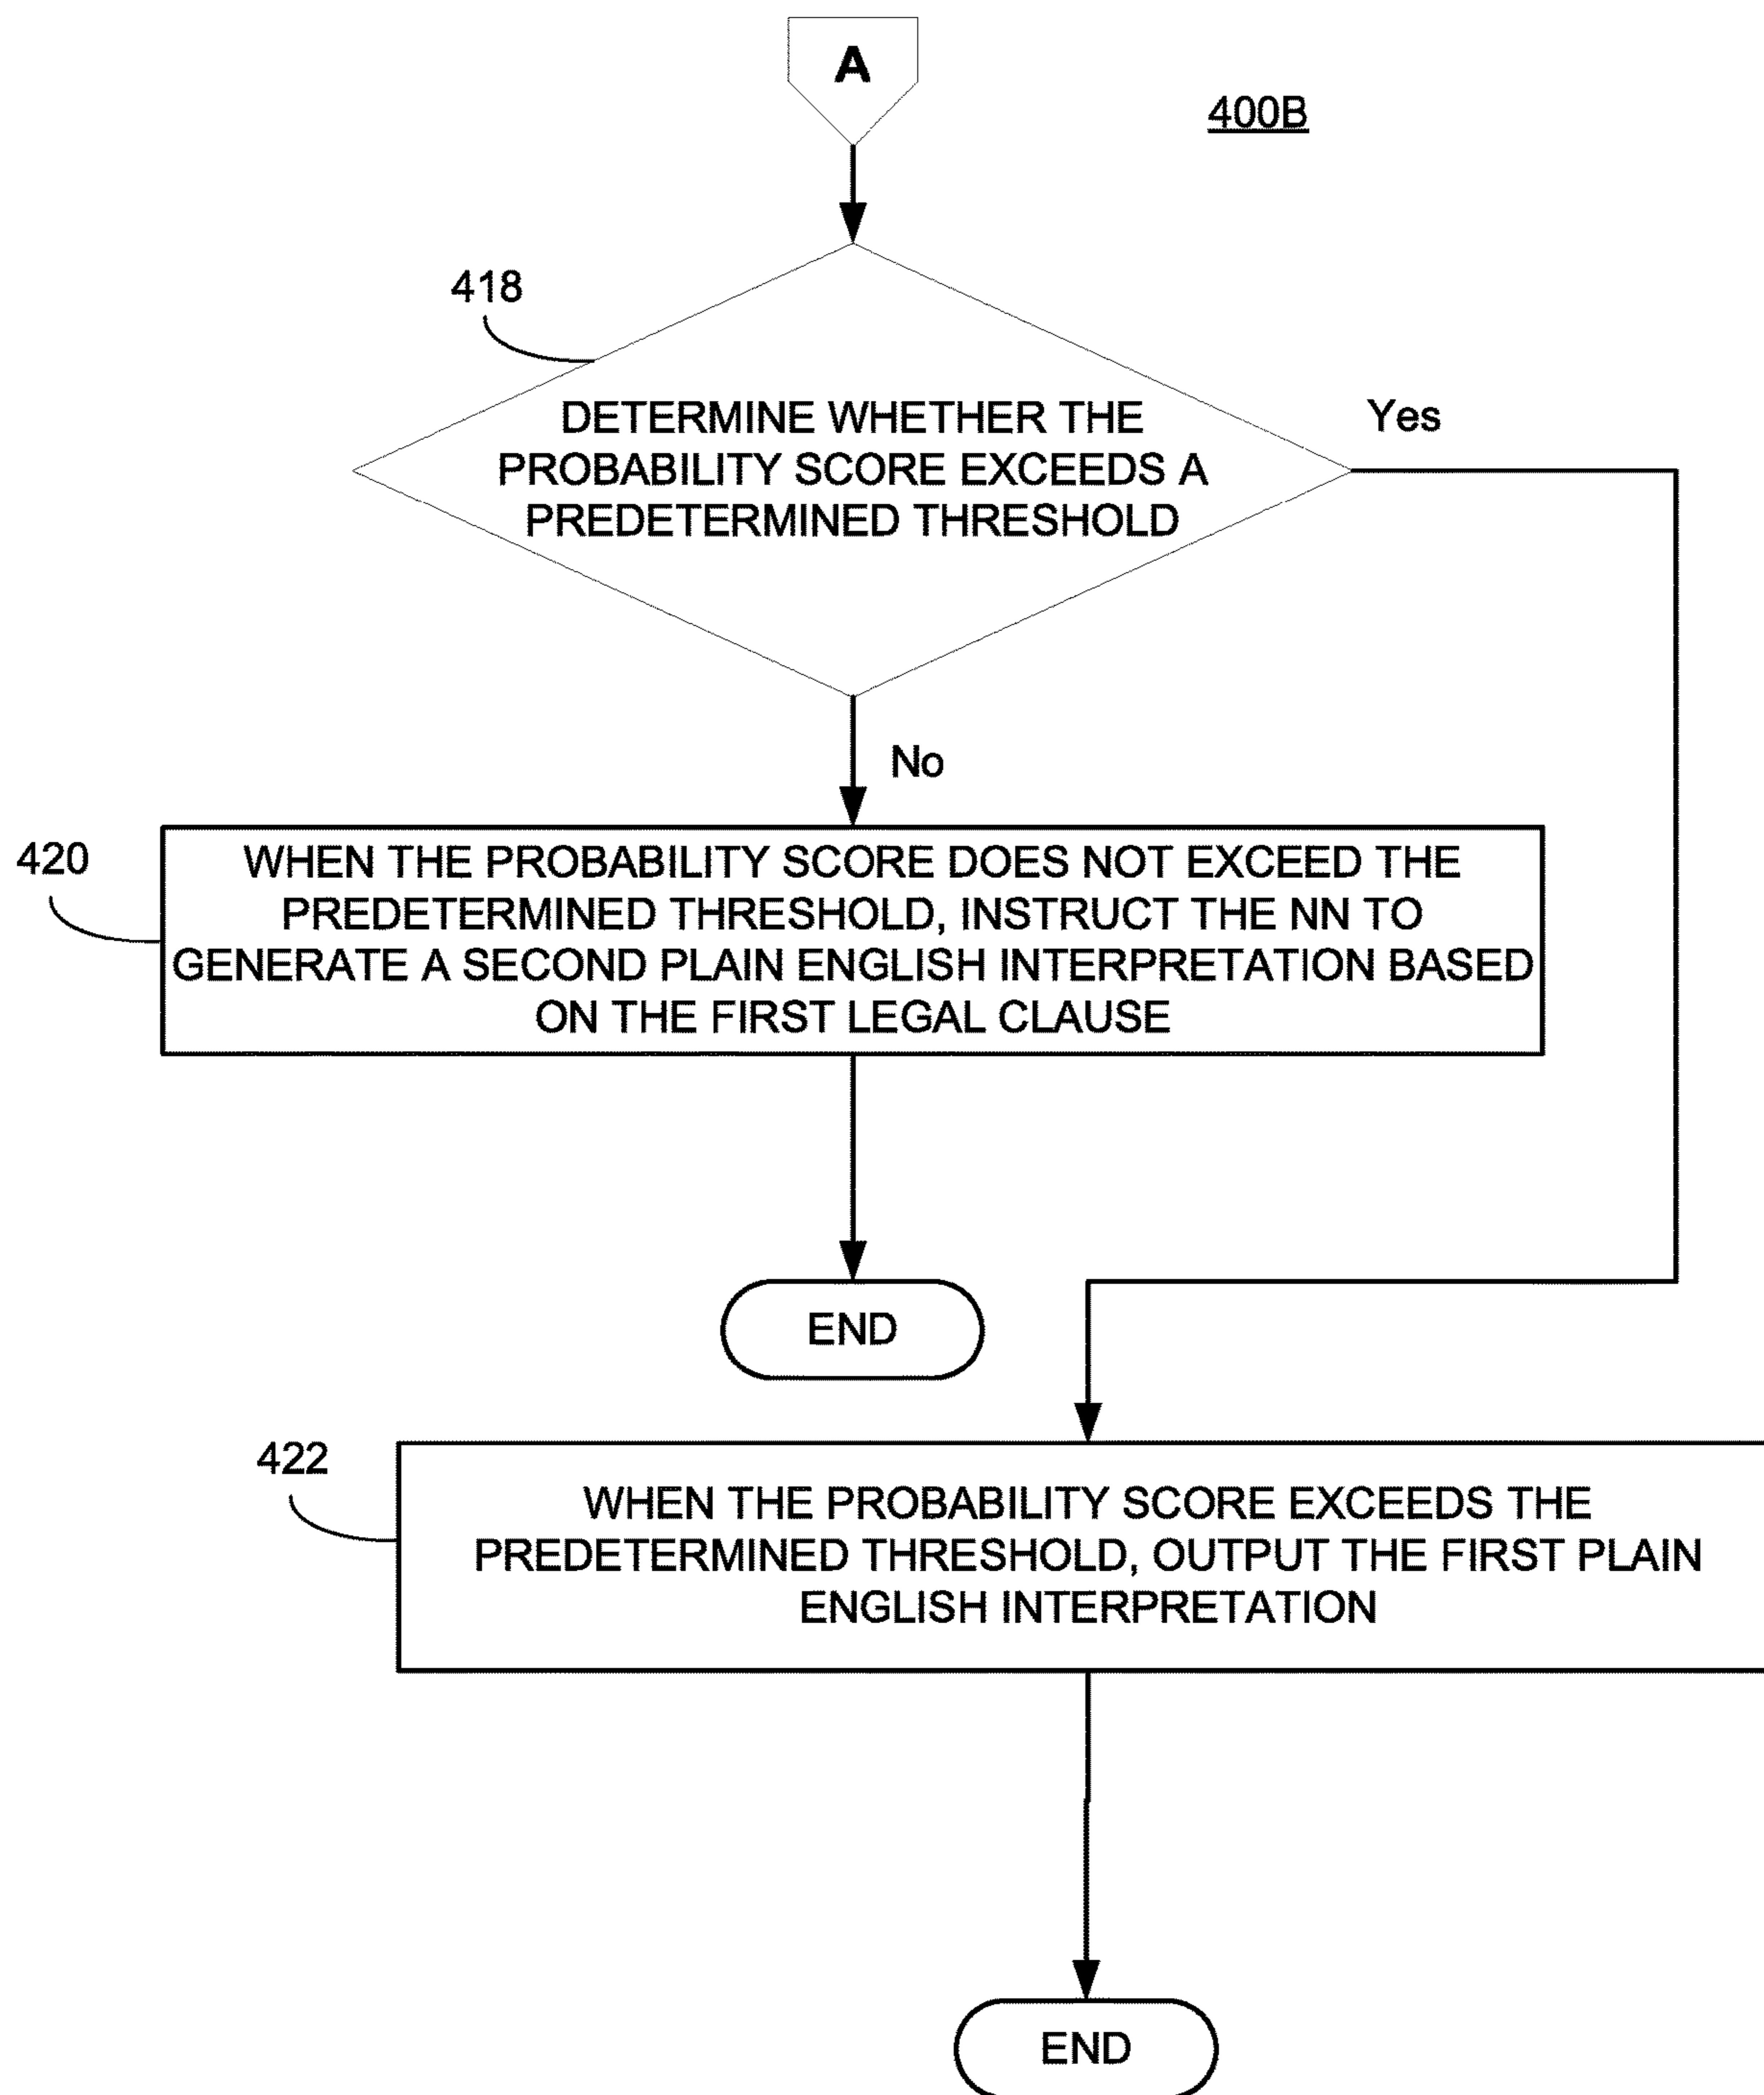 A
400B
418
DETERMINE WHETHER THE
PROBABILITY SCORE EXCEEDS A
PREDETERMINED THRESHOLD
Yes
No
420
WHEN THE PROBABILITY SCORE DOES NOT EXCEED THE
PREDETERMINED THRESHOLD, INSTRUCT THE NN TO
GENERATE A SECOND PLAIN ENGLISH INTERPRETATION BASED
ON THE FIRST LEGAL CLAUSE
END
422
WHEN THE PROBABILITY SCORE EXCEEDS THE
PREDETERMINED THRESHOLD, OUTPUT THE FIRST PLAIN
ENGLISH INTERPRETATION
END